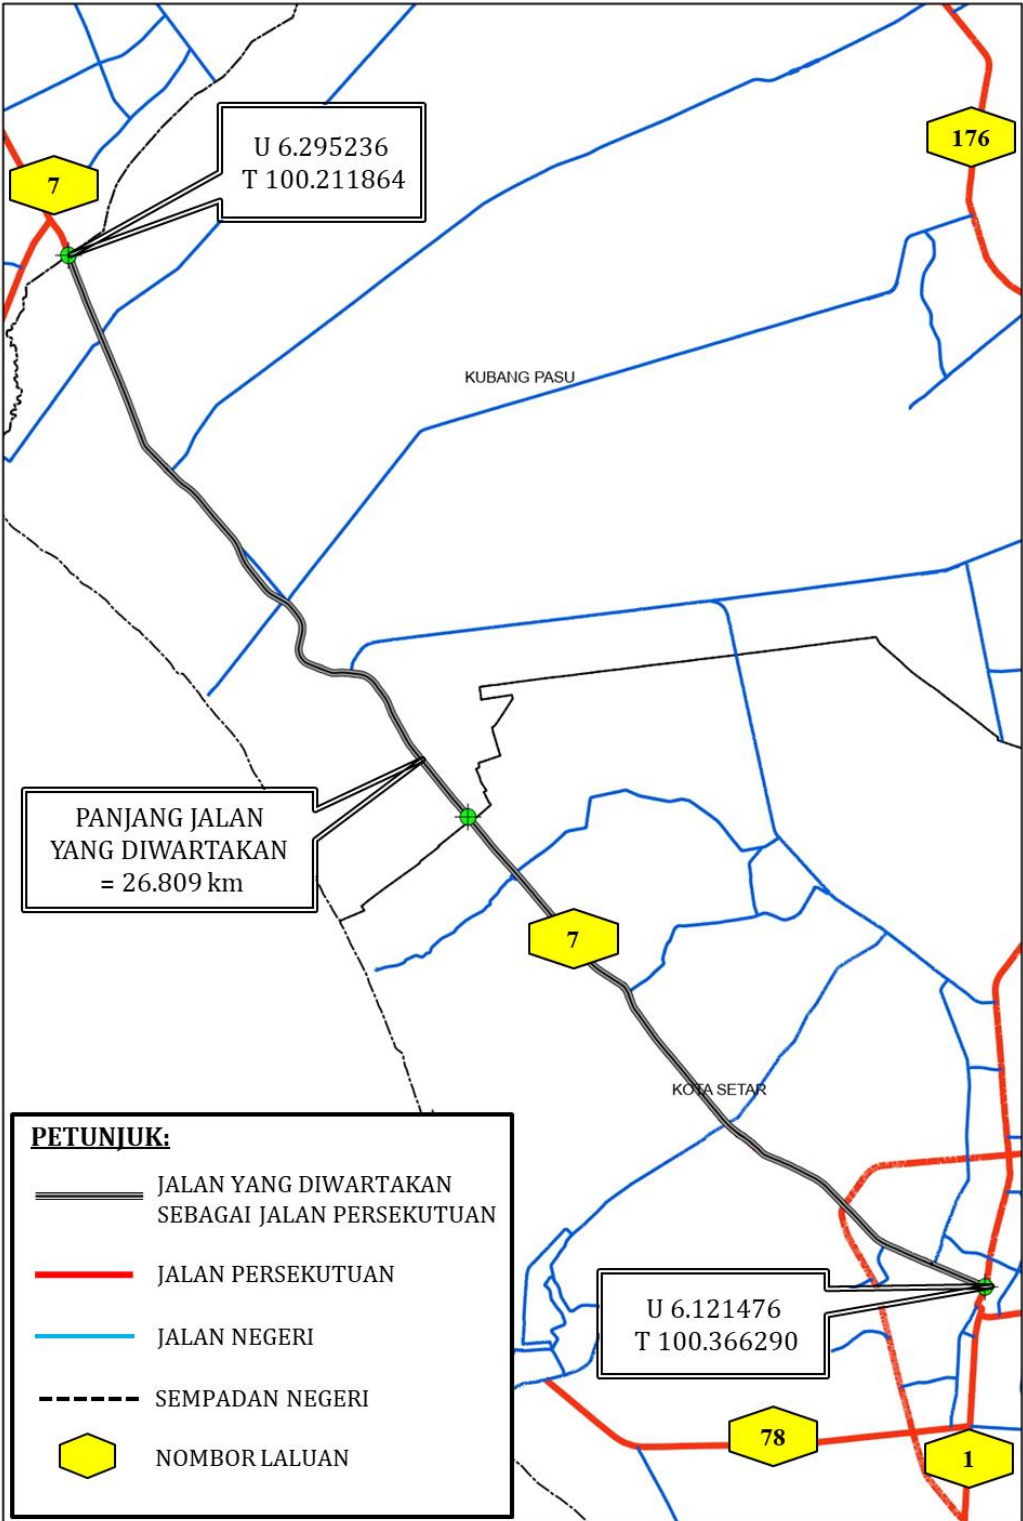 176
U 6.295236
T 100.211864
7
KUBANG PASU
PANJANG JALAN
YANG DIWARTAKAN
= 26.809 km
7
KOTA SETAR
PETUNJUK:
JALAN YANG DIWARTAKAN
SEBAGAI JALAN PERSEKUTUAN
JALAN PERSEKUTUAN
JALAN NEGERI
SEMPADAN NEGERI
NOMBOR LALUAN
U 6.121476
T 100.366290
78
1